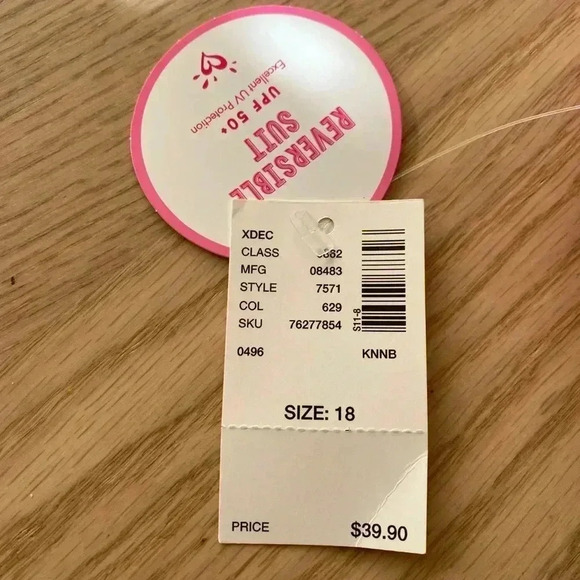 REVERSIBLE
SUIT
UPF 50+
Excellent UV Protection
XDEC
CLASS
MFG 08483
STYLE 7571
COL 629
SKU 76277854
S11-8
0496 KNNB
SIZE: 18
PRICE $39.90